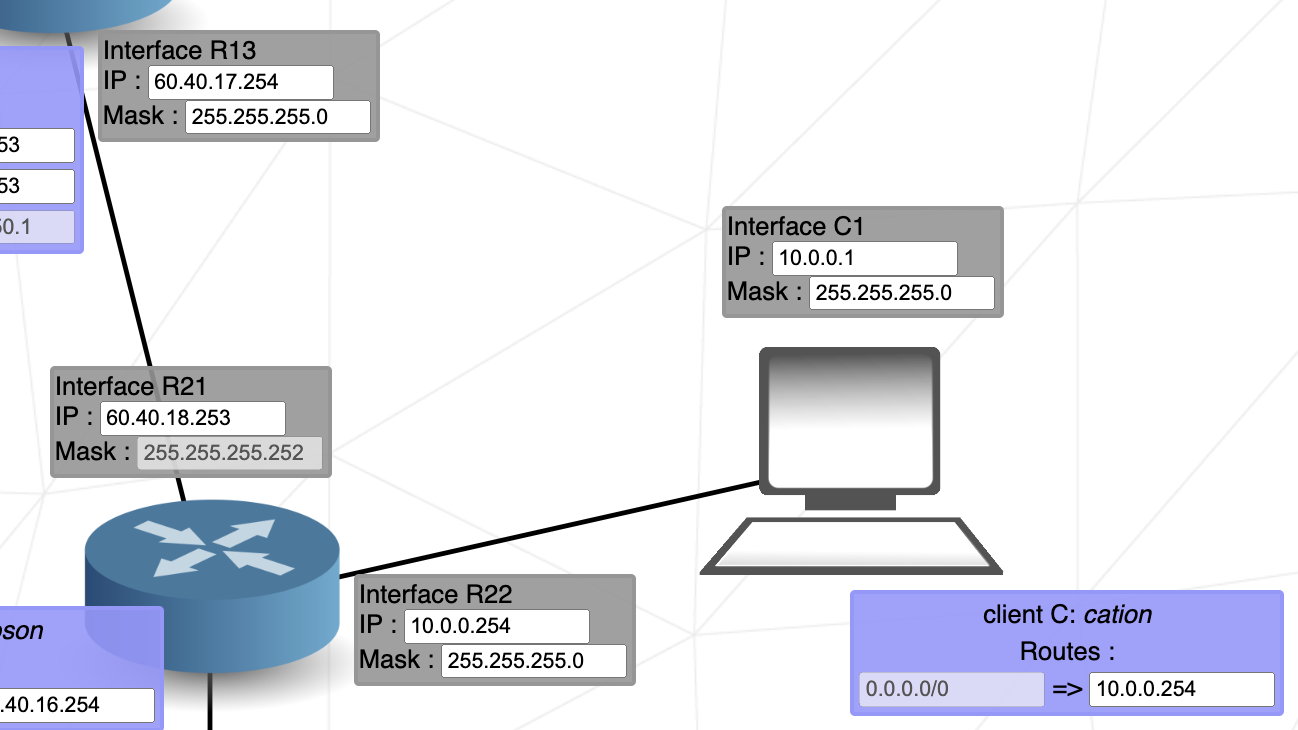 Interface R13
IP : 60.40.17.254
Mask : 255.255.255.0
53
53
50.1
Interface C1
IP : 10.0.0.1
Mask : 255.255.255.0
Interface R21
IP : 60.40.18.253
Mask : 255.255.255.252
Interface R22
IP : 10.0.0.254
Mask : 255.255.255.0
son
.40.16.254
client C: cation
Routes :
0.0.0.0/0 => 10.0.0.254